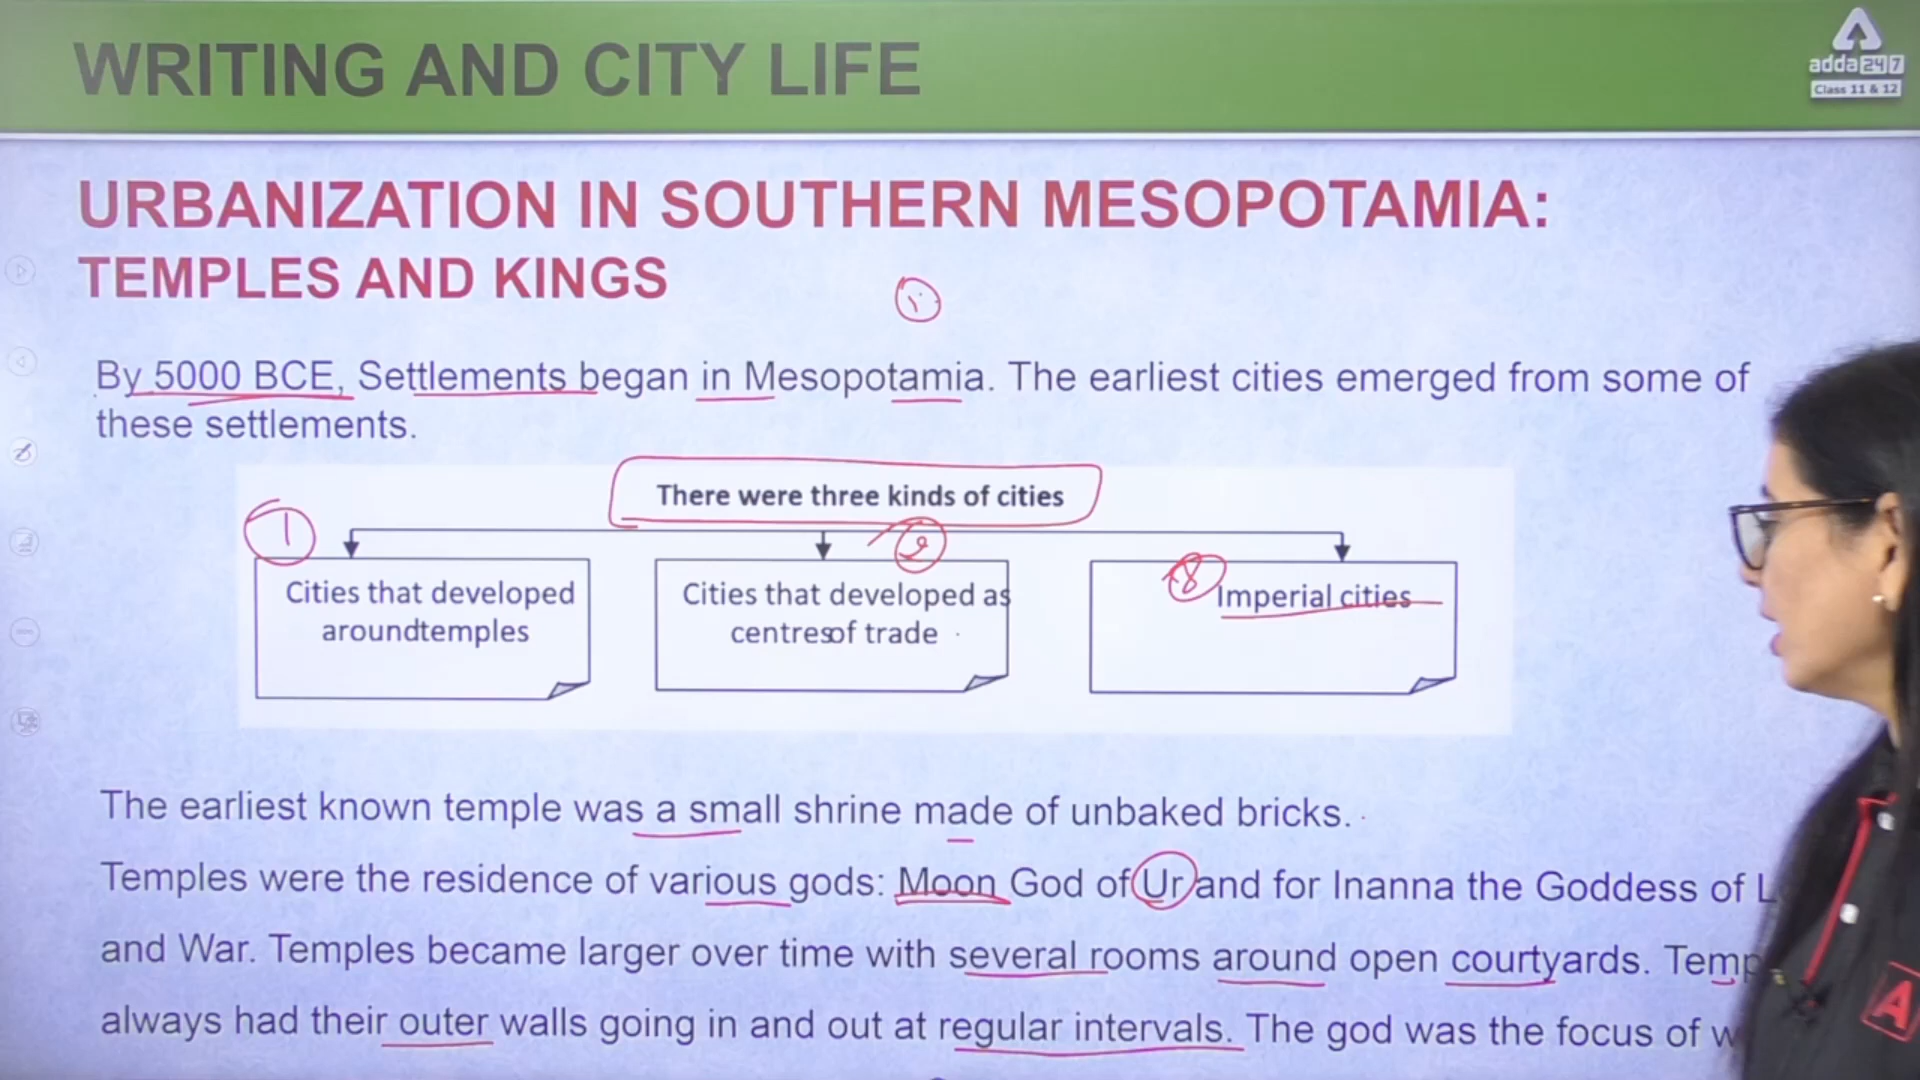 WRITING AND CITY LIFE
adda247
Class 11 & 12
URBANIZATION IN SOUTHERN MESOPOTAMIA:
TEMPLES AND KINGS
By 5000 BCE, Settlements began in Mesopotamia. The earliest cities emerged from some of
these settlements.
There were three kinds of cities
1
Cities that developed
aroundtemples
2
Cities that developed as
centresof trade
3
Imperial cities
The earliest known temple was a small shrine made of unbaked bricks.
Temples were the residence of various gods: Moon God of Ur and for Inanna the Goddess of
and War. Temples became larger over time with several rooms around open courtyards.
always had their outer walls going in and out at regular intervals. The god was the focus of
A